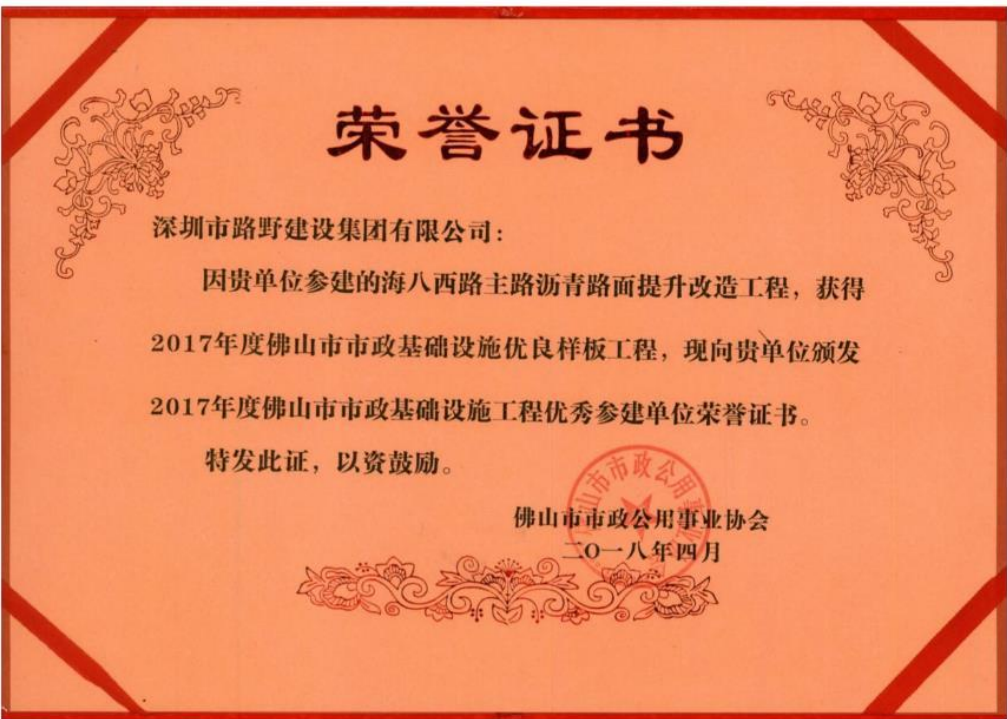 荣誉证书
深圳市路野建设集团有限公司：
因贵单位参建的海八西路主路沥青路面提升改造工程，获得
2017年度佛山市市政基础设施优良样板工程，现向贵单位颁发
2017年度佛山市市政基础设施工程优秀参建单位荣誉证书。
特发此证，以资鼓励。
佛山市市政公用事业协会
二〇一八年四月